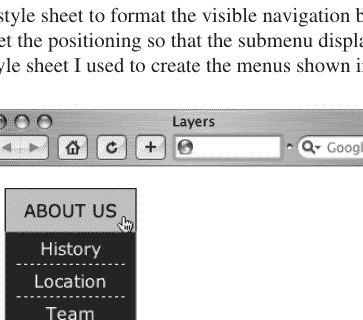 style sheet to format the visible navigation
et the positioning so that the submenu
yle sheet I used to create the menus shown
Layers
Googl
ABOUT US
History
Location
Team